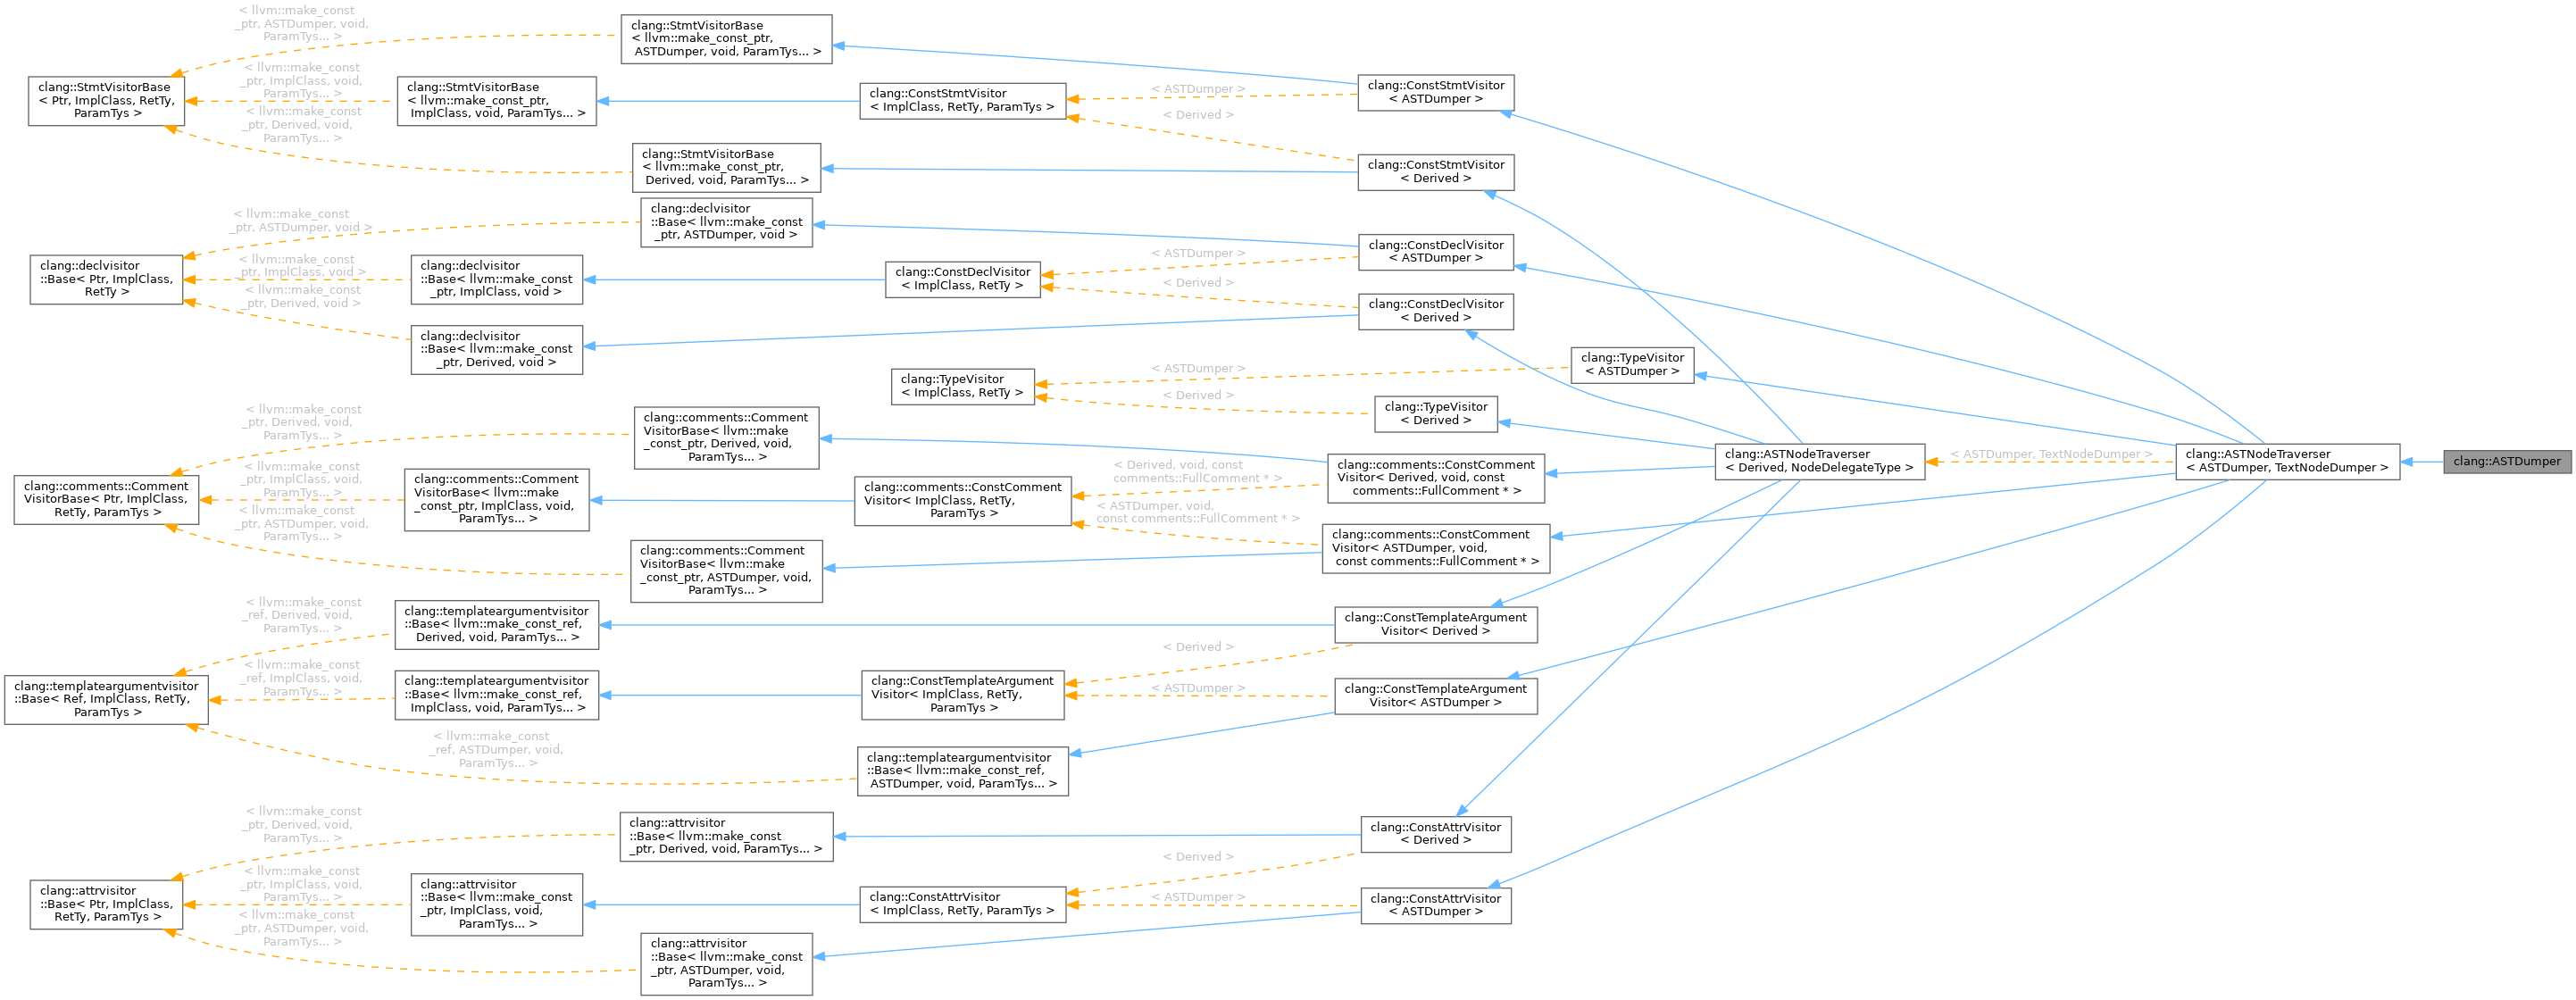 < llvm::make_const
_ptr, ASTDumper, void,
ParamTys... >
clang::StmtVisitorBase
< llvm::make_const_ptr,
ASTDumper, void, ParamTys... >
clang::StmtVisitorBase
< Ptr, ImplClass, RetTy,
ParamTys >
< llvm::make_const
_ptr, ImplClass, void,
ParamTys... >
clang::StmtVisitorBase
< llvm::make_const_ptr,
ImplClass, void, ParamTys... >
clang::ConstStmtVisitor
< ImplClass, RetTy, ParamTys >
< ASTDumper >
clang::ConstStmtVisitor
< ASTDumper >
< llvm::make_const
_ptr, Derived, void,
ParamTys... >
< Derived >
clang::StmtVisitorBase
< llvm::make_const_ptr,
Derived, void, ParamTys... >
clang::ConstStmtVisitor
< Derived >
< llvm::make_const
_ptr, ASTDumper, void >
clang::declvisitor
::Base< llvm::make_const
_ptr, ASTDumper, void >
clang::ConstDeclVisitor
< ASTDumper >
clang::declvisitor
::Base< Ptr, ImplClass,
RetTy >
< llvm::make_const
_ptr, ImplClass, void >
clang::declvisitor
::Base< llvm::make_const
_ptr, ImplClass, void >
clang::ConstDeclVisitor
< ImplClass, RetTy >
< ASTDumper >
< Derived >
< llvm::make_const
_ptr, Derived, void >
clang::ConstDeclVisitor
< Derived >
clang::declvisitor
::Base< llvm::make_const
_ptr, Derived, void >
clang::TypeVisitor
< ASTDumper >
clang::TypeVisitor
< ImplClass, RetTy >
< ASTDumper >
< Derived >
clang::TypeVisitor
< Derived >
< llvm::make_const
_ptr, Derived, void,
ParamTys... >
clang::comments::Comment
VisitorBase< llvm::make
_const_ptr, Derived, void,
ParamTys... >
clang::ASTNodeTraverser
< Derived, NodeDelegateType >
< ASTDumper, TextNodeDumper >
clang::ASTNodeTraverser
< ASTDumper, TextNodeDumper >
clang::ASTDumper
clang::comments::Comment
VisitorBase< Ptr, ImplClass,
RetTy, ParamTys >
< llvm::make_const
_ptr, ImplClass, void,
ParamTys... >
clang::comments::Comment
VisitorBase< llvm::make
_const_ptr, ImplClass, void,
ParamTys... >
clang::comments::ConstComment
Visitor< ImplClass, RetTy,
ParamTys >
< Derived, void, const
comments::FullComment * >
clang::comments::ConstComment
Visitor< Derived, void, const
comments::FullComment * >
< llvm::make_const
_ptr, ASTDumper, void,
ParamTys... >
< ASTDumper, void,
const comments::FullComment * >
clang::comments::ConstComment
Visitor< ASTDumper, void,
const comments::FullComment * >
clang::comments::Comment
VisitorBase< llvm::make
_const_ptr, ASTDumper, void,
ParamTys... >
< llvm::make_const
_ref, Derived, void,
ParamTys... >
clang::templateargumentvisitor
::Base< llvm::make_const_ref,
Derived, void, ParamTys... >
clang::ConstTemplateArgument
Visitor< Derived >
< Derived >
clang::templateargumentvisitor
::Base< Ref, ImplClass, RetTy,
ParamTys >
< llvm::make_const
_ref, ImplClass, void,
ParamTys... >
clang::templateargumentvisitor
::Base< llvm::make_const_ref,
ImplClass, void, ParamTys... >
clang::ConstTemplateArgument
Visitor< ImplClass, RetTy,
ParamTys >
< ASTDumper >
clang::ConstTemplateArgument
Visitor< ASTDumper >
< llvm::make_const
_ref, ASTDumper, void,
ParamTys... >
clang::templateargumentvisitor
::Base< llvm::make_const_ref,
ASTDumper, void, ParamTys... >
< llvm::make_const
_ptr, Derived, void,
ParamTys... >
clang::attrvisitor
::Base< llvm::make_const
_ptr, Derived, void, ParamTys... >
clang::ConstAttrVisitor
< Derived >
< Derived >
clang::attrvisitor
::Base< Ptr, ImplClass,
RetTy, ParamTys >
< llvm::make_const
_ptr, ImplClass, void,
ParamTys... >
clang::attrvisitor
::Base< llvm::make_const
_ptr, ImplClass, void,
ParamTys... >
clang::ConstAttrVisitor
< ImplClass, RetTy, ParamTys >
< ASTDumper >
clang::ConstAttrVisitor
< ASTDumper >
< llvm::make_const
_ptr, ASTDumper, void,
ParamTys... >
clang::attrvisitor
::Base< llvm::make_const
_ptr, ASTDumper, void,
ParamTys... >